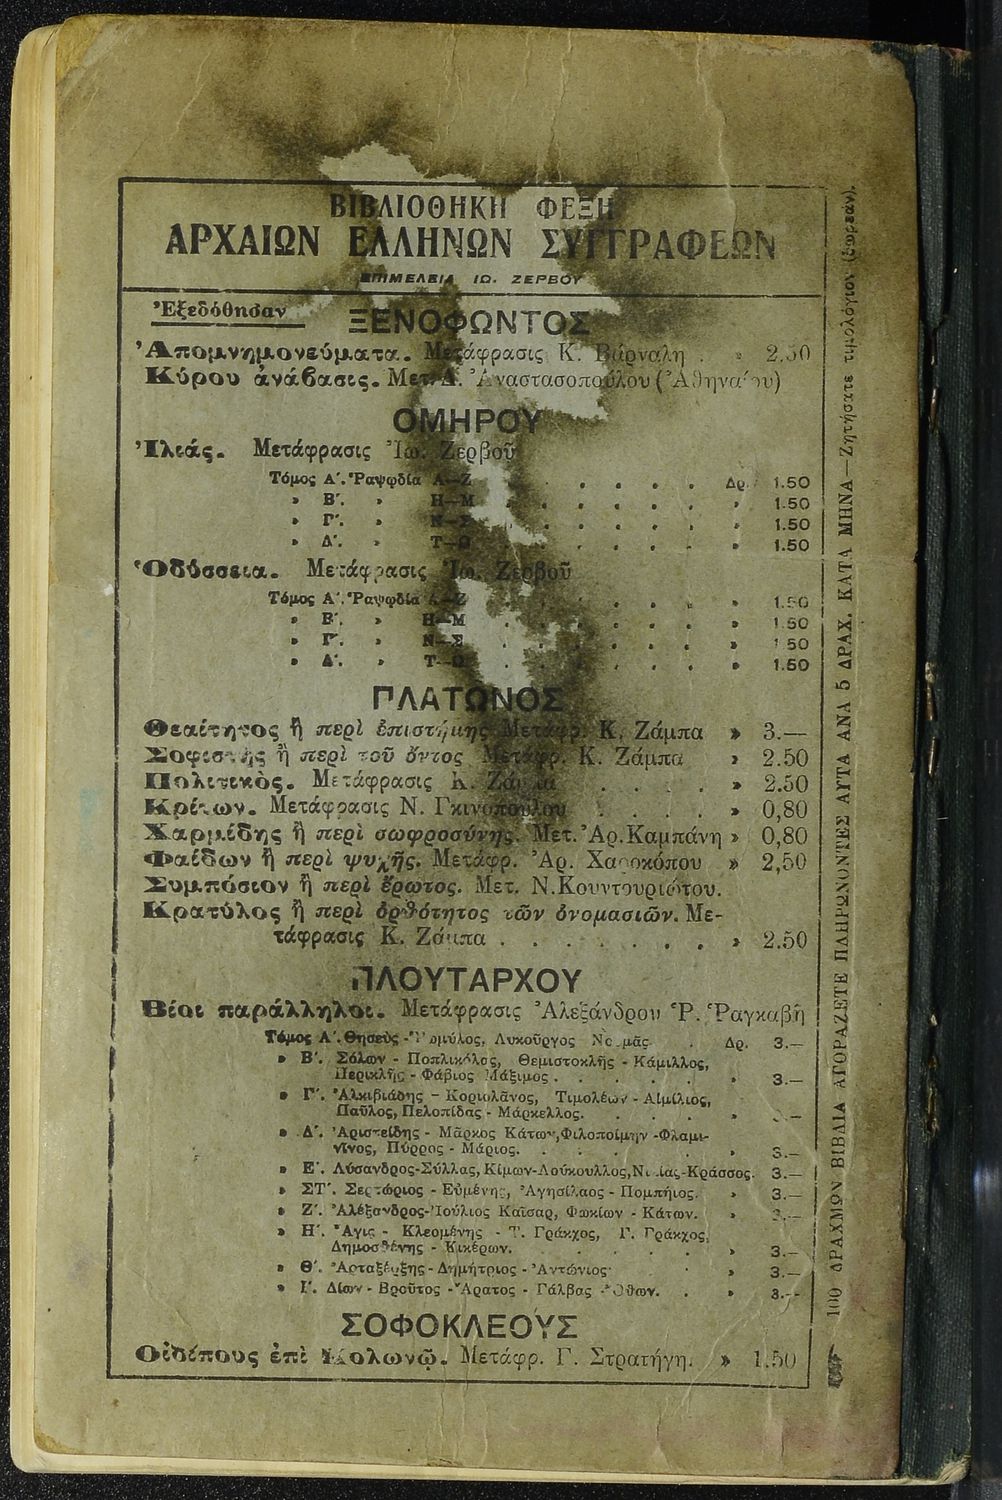 ΒΙΒΛΙΟΘΗΚΗ ΦΕΞΗ
ΑΡΧΑΙΩΝ ΕΛΛΗΝΩΝ ΣΥΓΓΡΑΦΕΩΝ
ΕΠΙΜΕΛΕΙΑ ΙΩ. ΖΕΡΒΟΥ
Ἐξεδόθησαν
ΞΕΝΟΦΩΝΤΟΣ
Ἀπομνημονεύματα. Μετάφρασις Κ. Βάρναλη . » 2.50
Κύρου ἀνάβασις. Μετ. Δ. Ἀναστασοπούλου (Ἀθηναίου)
ΟΜΗΡΟΥ
Ἰλιάς. Μετάφρασις Ἰω. Ζερβοῦ
Τόμος Α΄. Ῥαψῳδία Α—Ζ . . . . . Δρ. 1.50
» Β΄. » Η—Μ . . . . . . » 1.50
» Γ΄. » Ν—Σ . . . . . . » 1.50
» Δ΄. » Τ—Ω . . . . . . » 1.50
Ὀδύσσεια. Μετάφρασις Ἰω. Ζερβοῦ
Τόμος Α΄. Ῥαψῳδία Α—Ζ . . . . . » 1.50
» Β΄. » Η—Μ . . . . . . » 1.50
» Γ΄. » Ν—Σ . . . . . . » 1 50
» Δ΄. » Τ—Ω . . . . . . » 1.50
ΠΛΑΤΩΝΟΣ
Θεαίτητος ἢ περὶ ἐπιστήμης Μετάφρ. Κ. Ζάμπα » 3.—
Σοφιστὴς ἢ περὶ τοῦ ὄντος Μετάφρ. Κ. Ζάμπα » 2.50
Πολιτικὸς. Μετάφρασις Κ. Ζάμπα . . . . » 2.50
Κρίτων. Μετάφρασις Ν. Γκινοπούλου . . . . » 0,80
Χαρμίδης ἢ περὶ σωφροσύνης. Μετ. Ἀρ. Καμπάνη » 0,80
Φαίδων ἢ περὶ ψυχῆς. Μετάφρ. Ἀρ. Χαροκόπου » 2,50
Συμπόσιον ἢ περὶ ἔρωτος. Μετ. Ν. Κουντουριώτου.
Κρατύλος ἢ περὶ ὀρθότητος τῶν ὀνομασιῶν. Με-
τάφρασις Κ. Ζάμπα . . . . . . . » 2.50
ΠΛΟΥΤΑΡΧΟΥ
Βίοι παράλληλοι. Μετάφρασις Ἀλεξάνδρου Ῥ. Ῥαγκαβῆ
Τόμος Α΄. Θησεὺς - Ῥωμύλος, Λυκοῦργος Νομᾶς . Δρ. 3.—
» Β΄. Σόλων - Ποπλικόλας, Θεμιστοκλῆς - Κάμιλλος,
Περικλῆς - Φάβιος Μάξιμος . . . . . . » 3.—
» Γ΄. Ἀλκιβιάδης - Κοριολᾶνος, Τιμολέων - Αἰμίλιος,
Παῦλος, Πελοπίδας - Μάρκελλος. . . . . »
» Δ΄. Ἀριστείδης - Μᾶρκος Κάτων, Φιλοποίμην - Φλαμι-
νῖνος, Πύρρος - Μάριος. . . . . . . » 3.—
» Ε΄. Λύσανδρος-Σύλλας, Κίμων-Λούκουλλος, Νικίας-Κράσσος. 3.—
» ΣΤ΄. Σερτώριος - Εὐμένης, Ἀγησίλαος - Πομπήιος. » 3.—
» Ζ΄. Ἀλέξανδρος-Ἰούλιος Καῖσαρ, Φωκίων - Κάτων. » 3.—
» Η΄. Ἆγις - Κλεομένης - Τ. Γράκχος, Γ. Γράκχος,
Δημοσθένης - Κικέρων. . . . . . . » 3.—
» Θ΄. Ἀρταξέρξης - Δημήτριος - Ἀντώνιος . . » 3.—
» Ι΄. Δίων - Βροῦτος - Ἄρατος - Γάλβας - Ὄθων. . » 3.—
ΣΟΦΟΚΛΕΟΥΣ
Οἰδίπους ἐπὶ Κολωνῷ. Μετάφρ. Γ. Στρατήγη. » 1.50
100 ΔΡΑΧΜΩΝ ΒΙΒΛΙΑ ΑΓΟΡΑΖΕΤΕ ΠΛΗΡΩΝΟΝΤΕΣ ΑΥΤΑ ΑΝΑ 5 ΔΡΑΧ. ΚΑΤΑ ΜΗΝΑ—Ζητήσατε τιμολόγιον (δωρεάν).